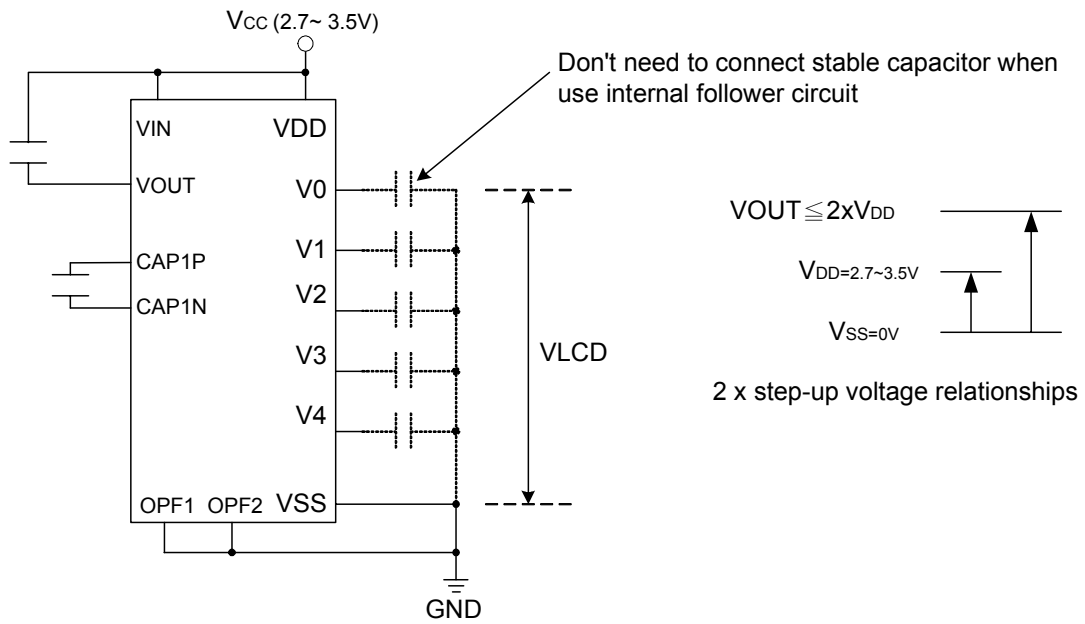 VCC (2.7~ 3.5V)
Don't need to connect stable capacitor when
use internal follower circuit
VIN
VDD
VOUT
V0
V1
CAP1P
V2
CAP1N
V3
V4
OPF1
OPF2
VSS
GND
VLCD
VOUT≦2xVDD
VDD=2.7~3.5V
VSS=0V
2 x step-up voltage relationships